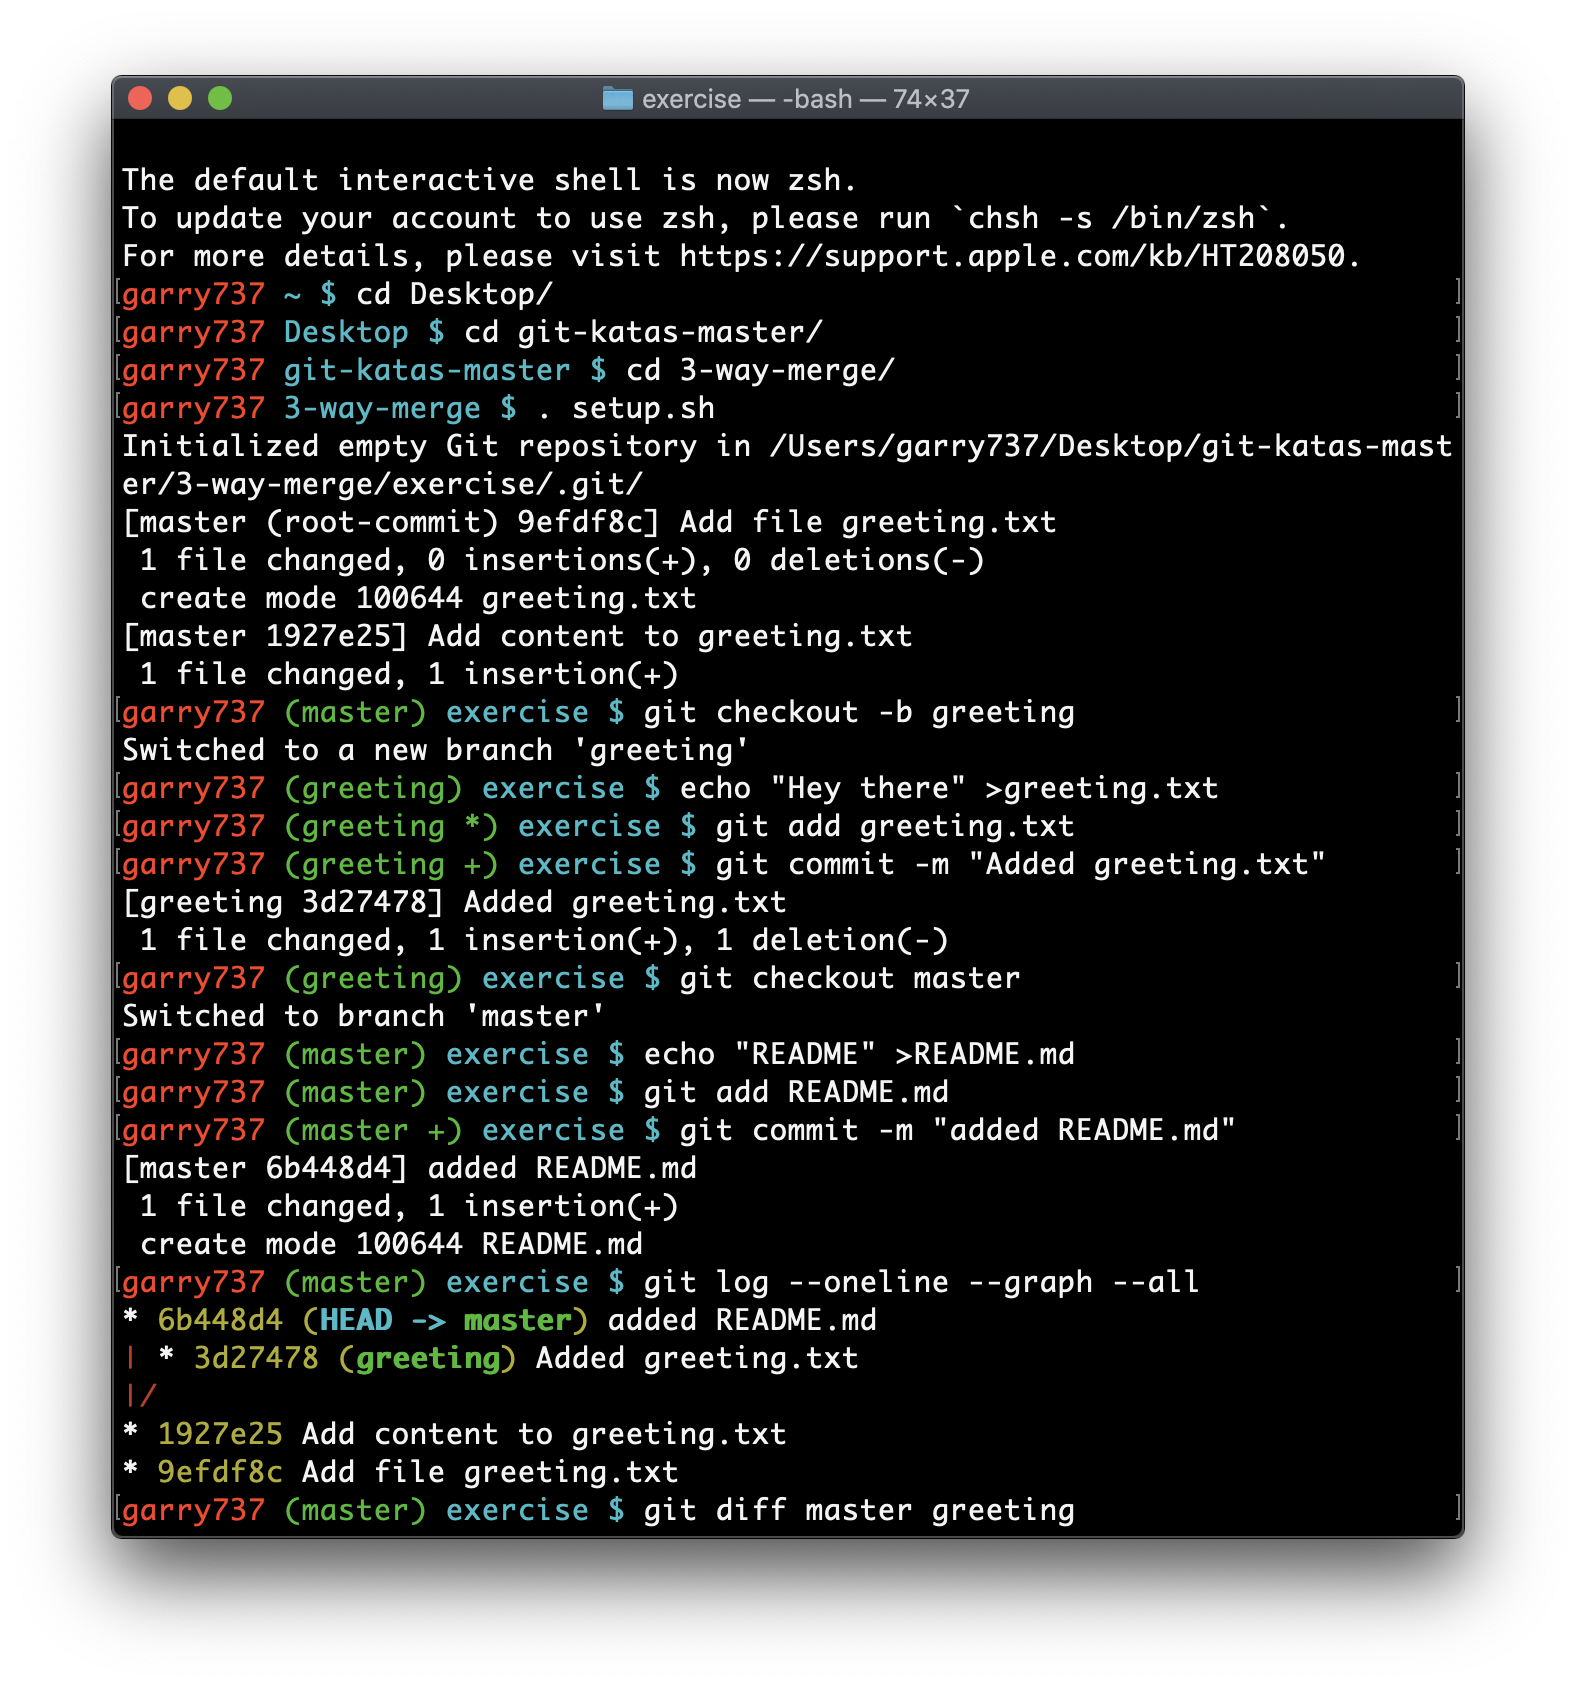 exercise — -bash — 74×37
The default interactive shell is now zsh.
To update your account to use zsh, please run `chsh -s /bin/zsh`.
For more details, please visit https://support.apple.com/kb/HT208050.
[garry737 ~ $ cd Desktop/ ]
[garry737 Desktop $ cd git-katas-master/ ]
[garry737 git-katas-master $ cd 3-way-merge/ ]
[garry737 3-way-merge $ . setup.sh ]
Initialized empty Git repository in /Users/garry737/Desktop/git-katas-mast
er/3-way-merge/exercise/.git/
[master (root-commit) 9efdf8c] Add file greeting.txt
 1 file changed, 0 insertions(+), 0 deletions(-)
 create mode 100644 greeting.txt
[master 1927e25] Add content to greeting.txt
 1 file changed, 1 insertion(+)
[garry737 (master) exercise $ git checkout -b greeting ]
Switched to a new branch 'greeting'
[garry737 (greeting) exercise $ echo "Hey there" >greeting.txt ]
[garry737 (greeting *) exercise $ git add greeting.txt ]
[garry737 (greeting +) exercise $ git commit -m "Added greeting.txt" ]
[greeting 3d27478] Added greeting.txt
 1 file changed, 1 insertion(+), 1 deletion(-)
[garry737 (greeting) exercise $ git checkout master ]
Switched to branch 'master'
[garry737 (master) exercise $ echo "README" >README.md ]
[garry737 (master) exercise $ git add README.md ]
[garry737 (master +) exercise $ git commit -m "added README.md" ]
[master 6b448d4] added README.md
 1 file changed, 1 insertion(+)
 create mode 100644 README.md
[garry737 (master) exercise $ git log --oneline --graph --all ]
* 6b448d4 (HEAD -> master) added README.md
| * 3d27478 (greeting) Added greeting.txt
|/
* 1927e25 Add content to greeting.txt
* 9efdf8c Add file greeting.txt
[garry737 (master) exercise $ git diff master greeting ]